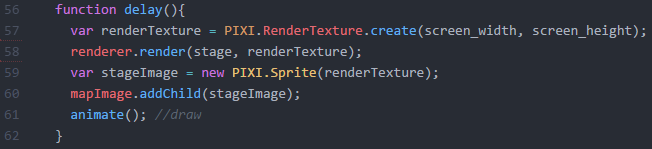 56 function delay(){
57 var renderTexture = PIXI.RenderTexture.create(screen_width, screen_height);
58 renderer.render(stage, renderTexture);
59 var stageImage = new PIXI.Sprite(renderTexture);
60 mapImage.addChild(stageImage);
61 animate(); //draw
62 }